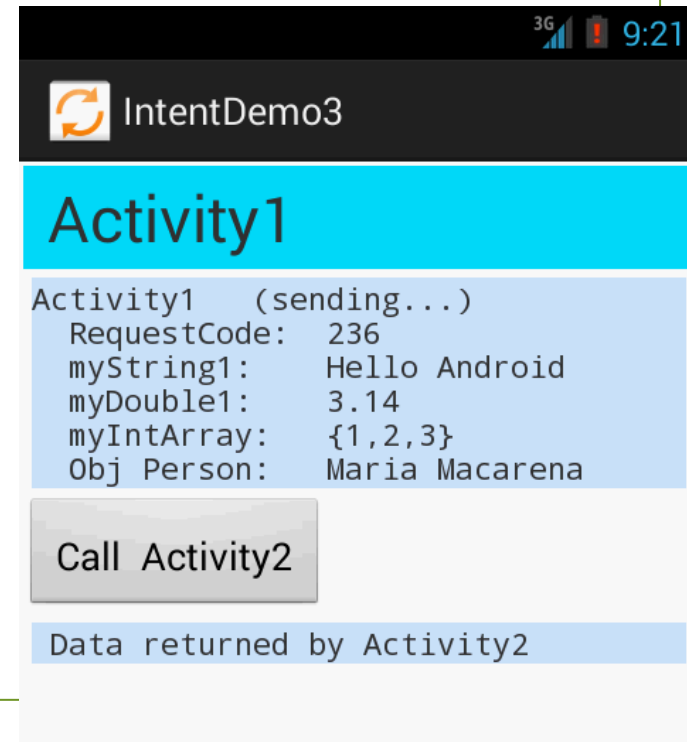 3G 9:21
IntentDemo3
Activity1
Activity1   (sending...)
  RequestCode:  236
  myString1:    Hello Android
  myDouble1:    3.14
  myIntArray:   {1,2,3}
  Obj Person:   Maria Macarena
Call Activity2
Data returned by Activity2